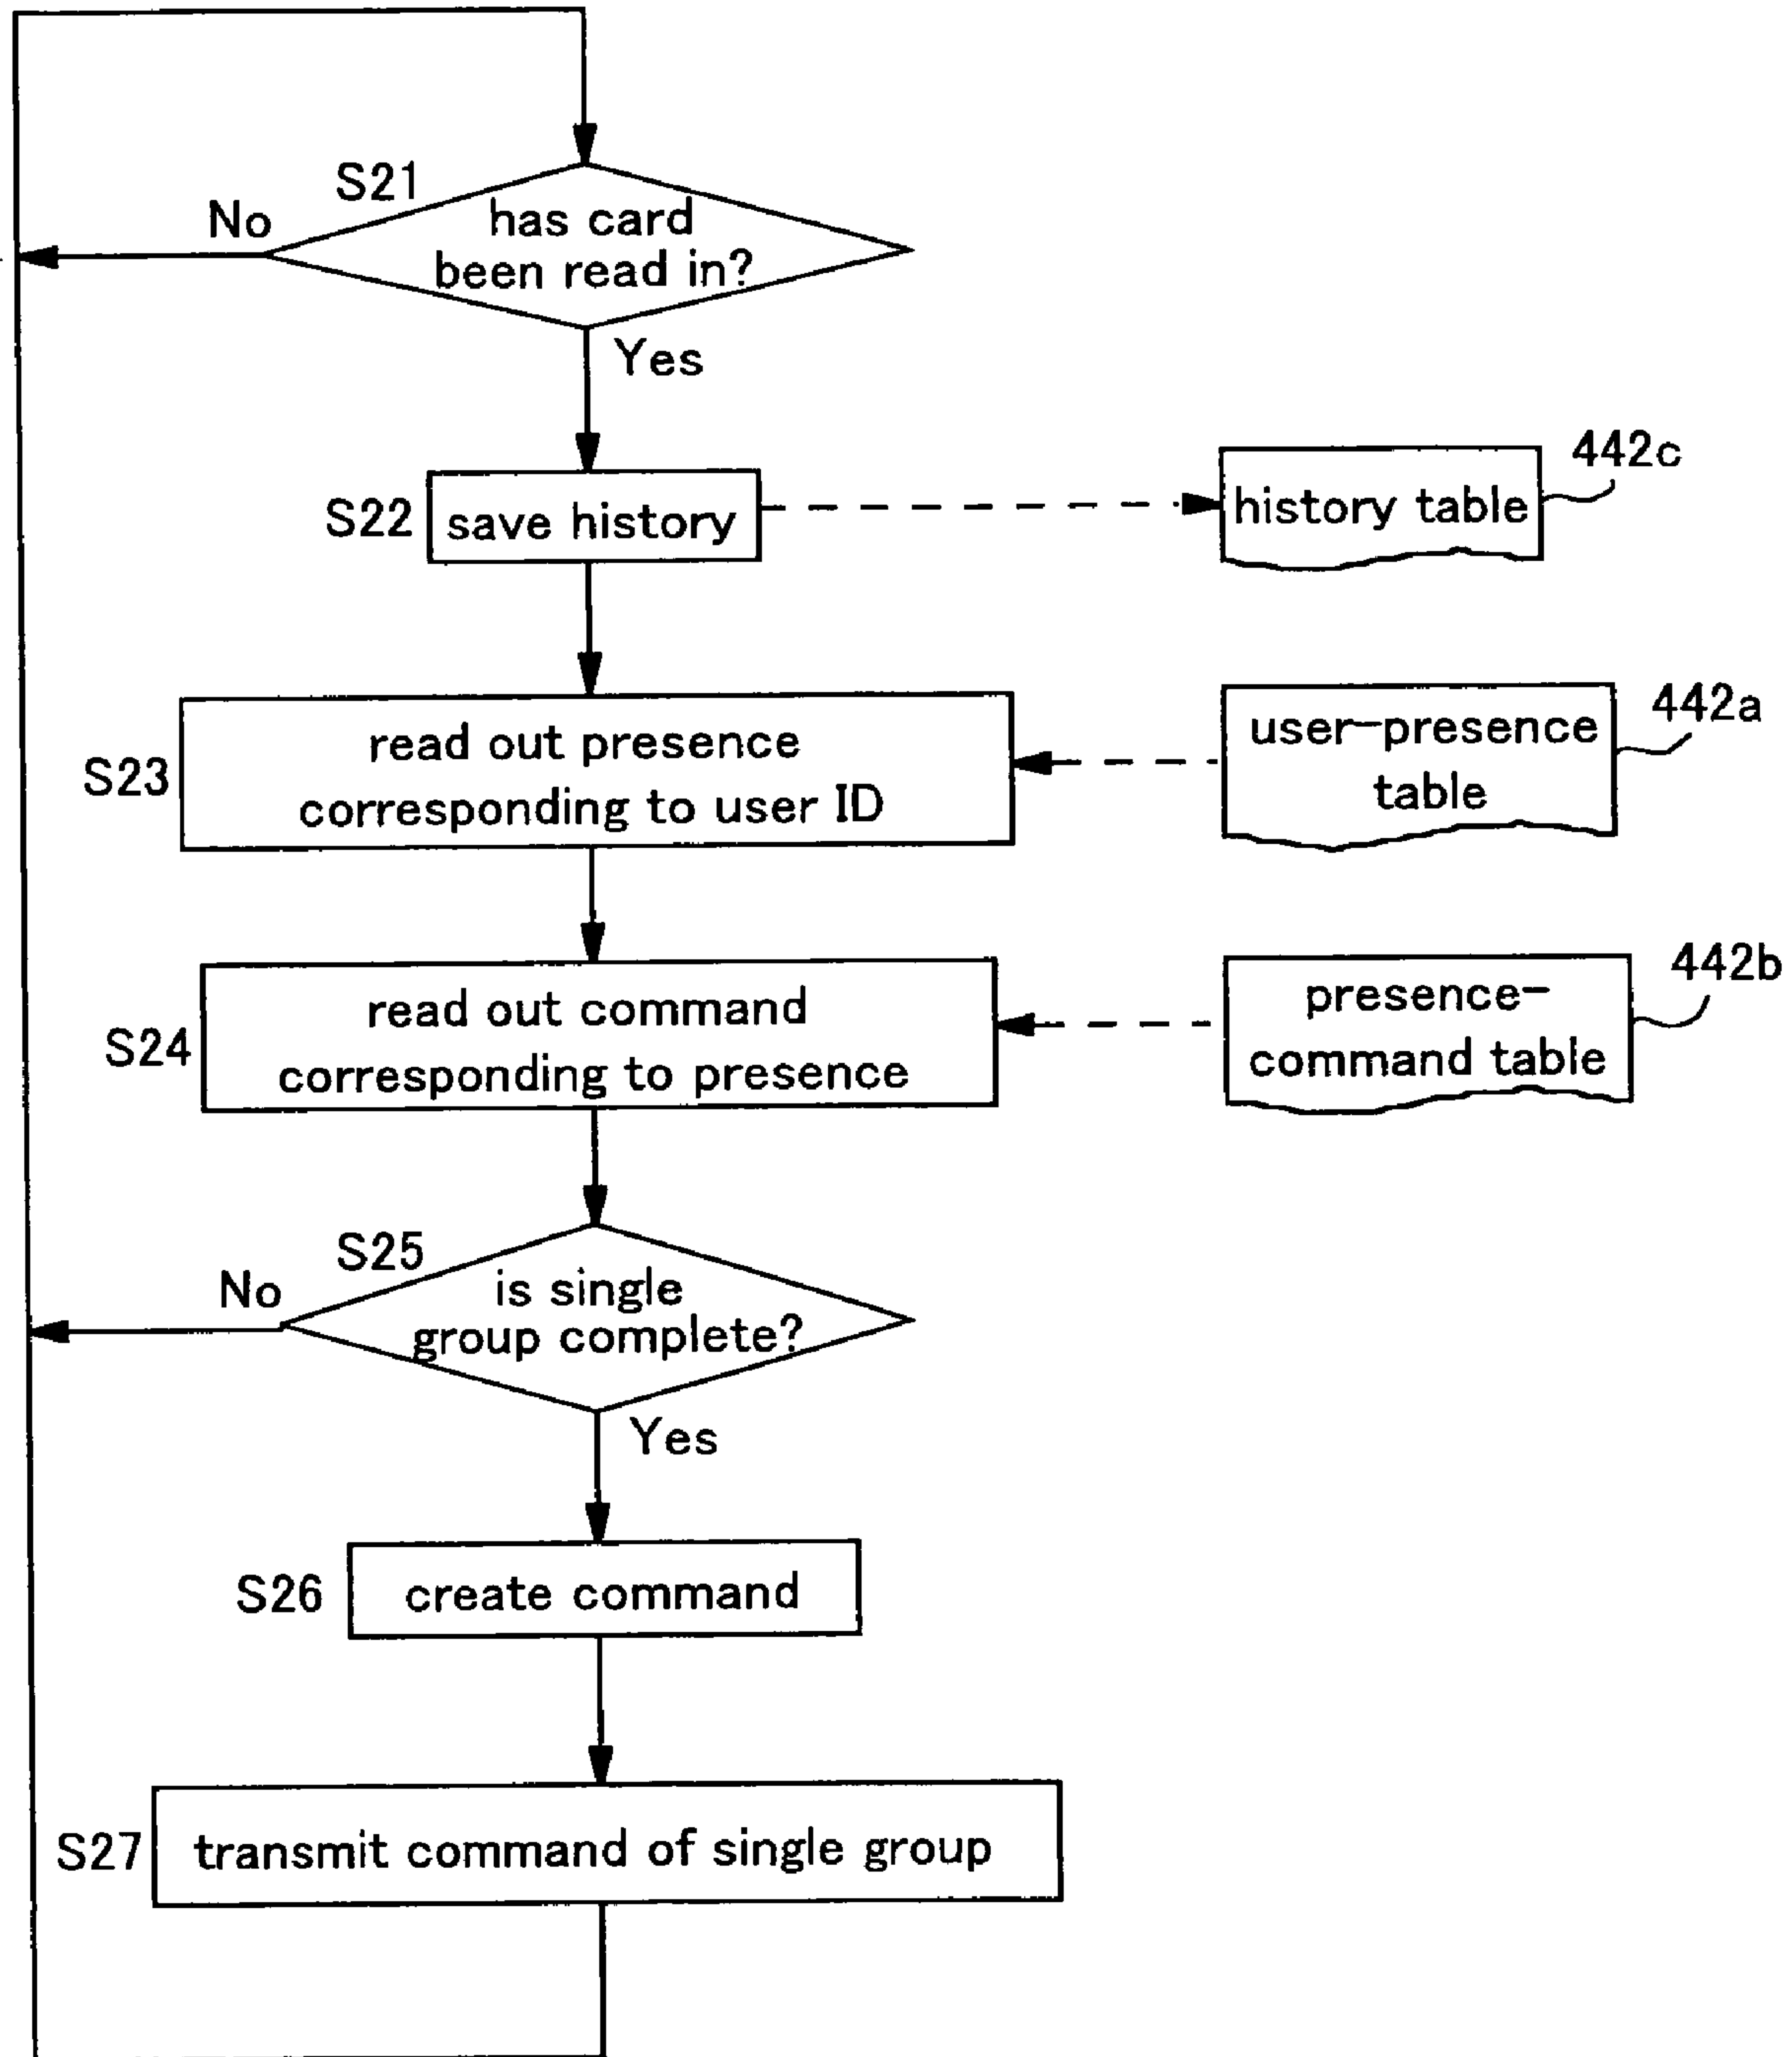 S21
No
has card
been read in?
Yes
442c
S22
save history
history table
442a
S23
read out presence
corresponding to user ID
user-presence
table
442b
S24
read out command
corresponding to presence
presence-
command table
S25
No
is single
group complete?
Yes
S26
create command
S27
transmit command of single group